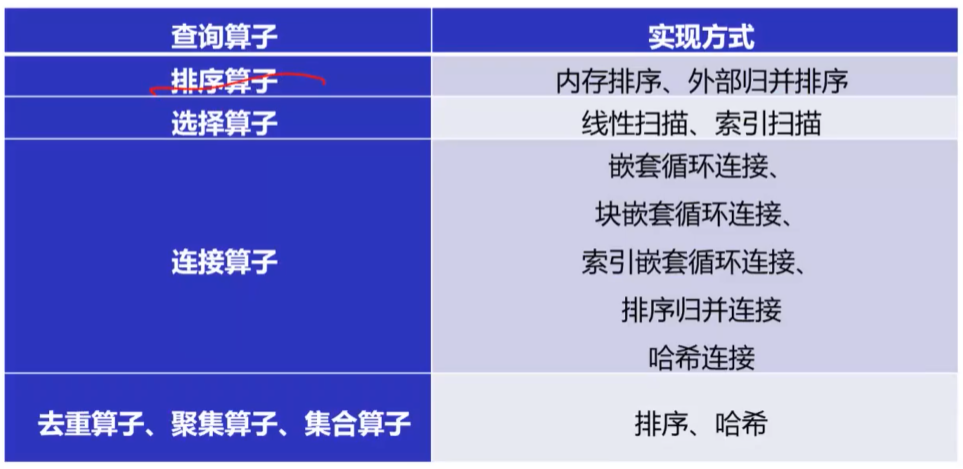 查询算子
实现方式
排序算子
内存排序、外部归并排序
选择算子
线性扫描、索引扫描
连接算子
嵌套循环连接、
块嵌套循环连接、
索引嵌套循环连接、
排序归并连接
哈希连接
去重算子、聚集算子、集合算子
排序、哈希